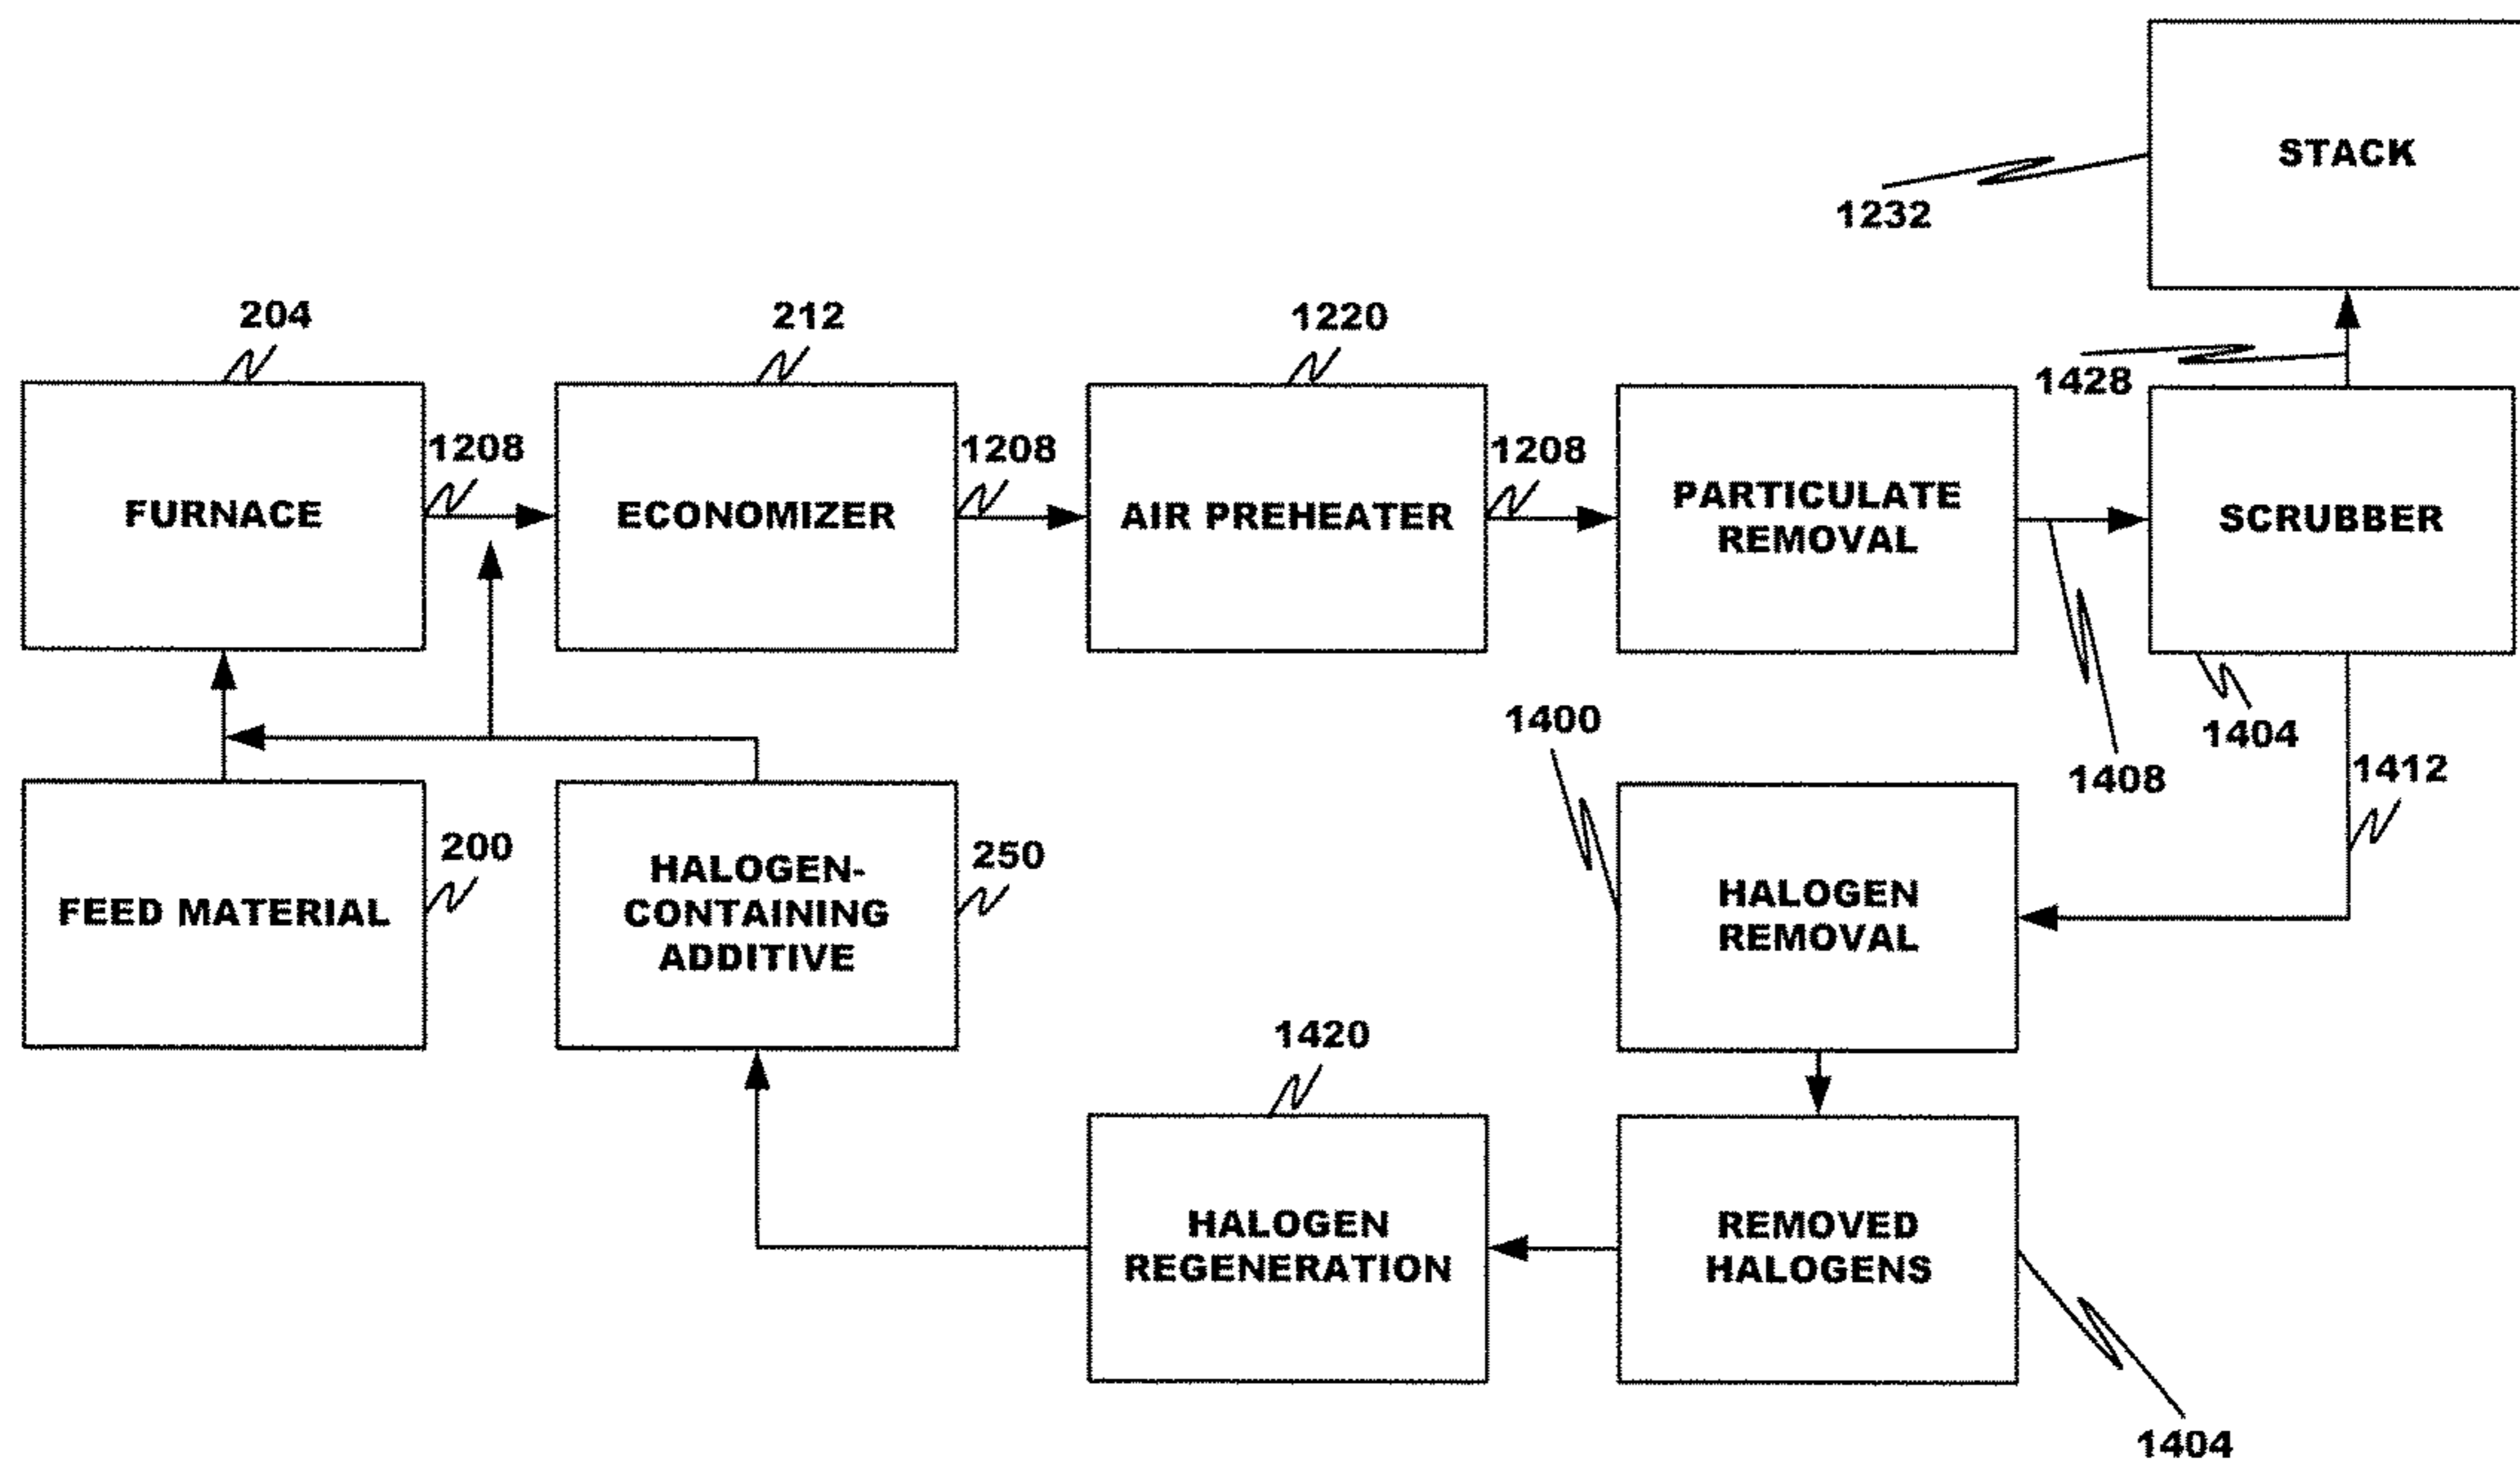 STACK
1232
204
212
1220
1428
1208
1208
1208
FURNACE
ECONOMIZER
AIR PREHEATER
PARTICULATE
REMOVAL
SCRUBBER
1400
1404
1408
1412
200
250
FEED MATERIAL
HALOGEN-
CONTAINING
ADDITIVE
HALOGEN
REMOVAL
1420
HALOGEN
REGENERATION
REMOVED
HALOGENS
1404